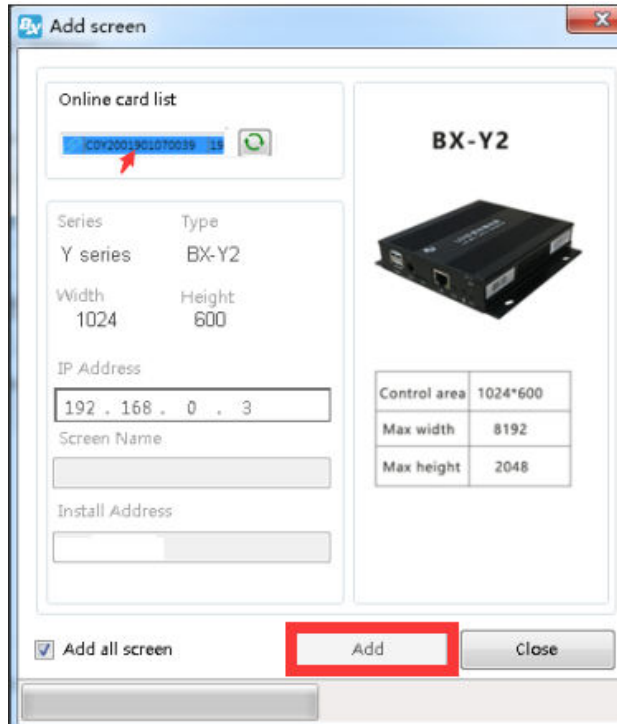 BX Add screen
Online card list
C0Y2001901070039 19
BX-Y2
Series Type
Y series BX-Y2
Width Height
1024 600
IP Address
192 . 168 . 0 . 3
Screen Name
Install Address
Control area 1024*600
Max width 8192
Max height 2048
Add all screen
Add
Close